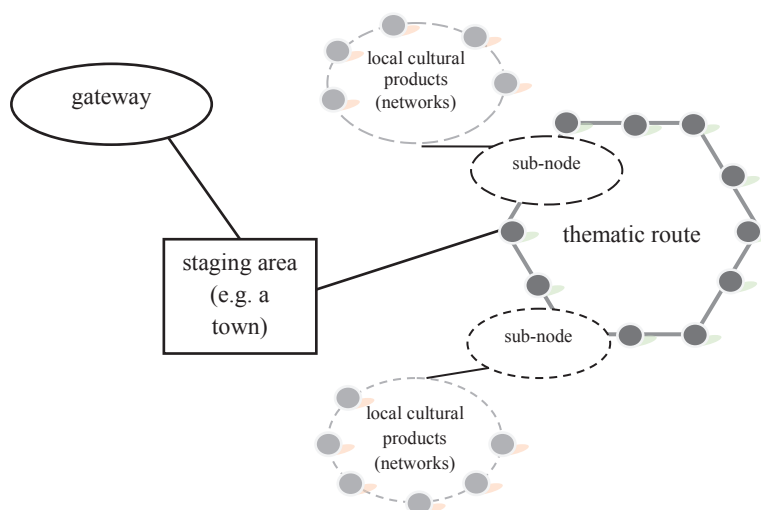 local cultural
products
(networks)
gateway
sub-node
thematic route
staging area
(e.g. a
town)
sub-node
local cultural
products
(networks)